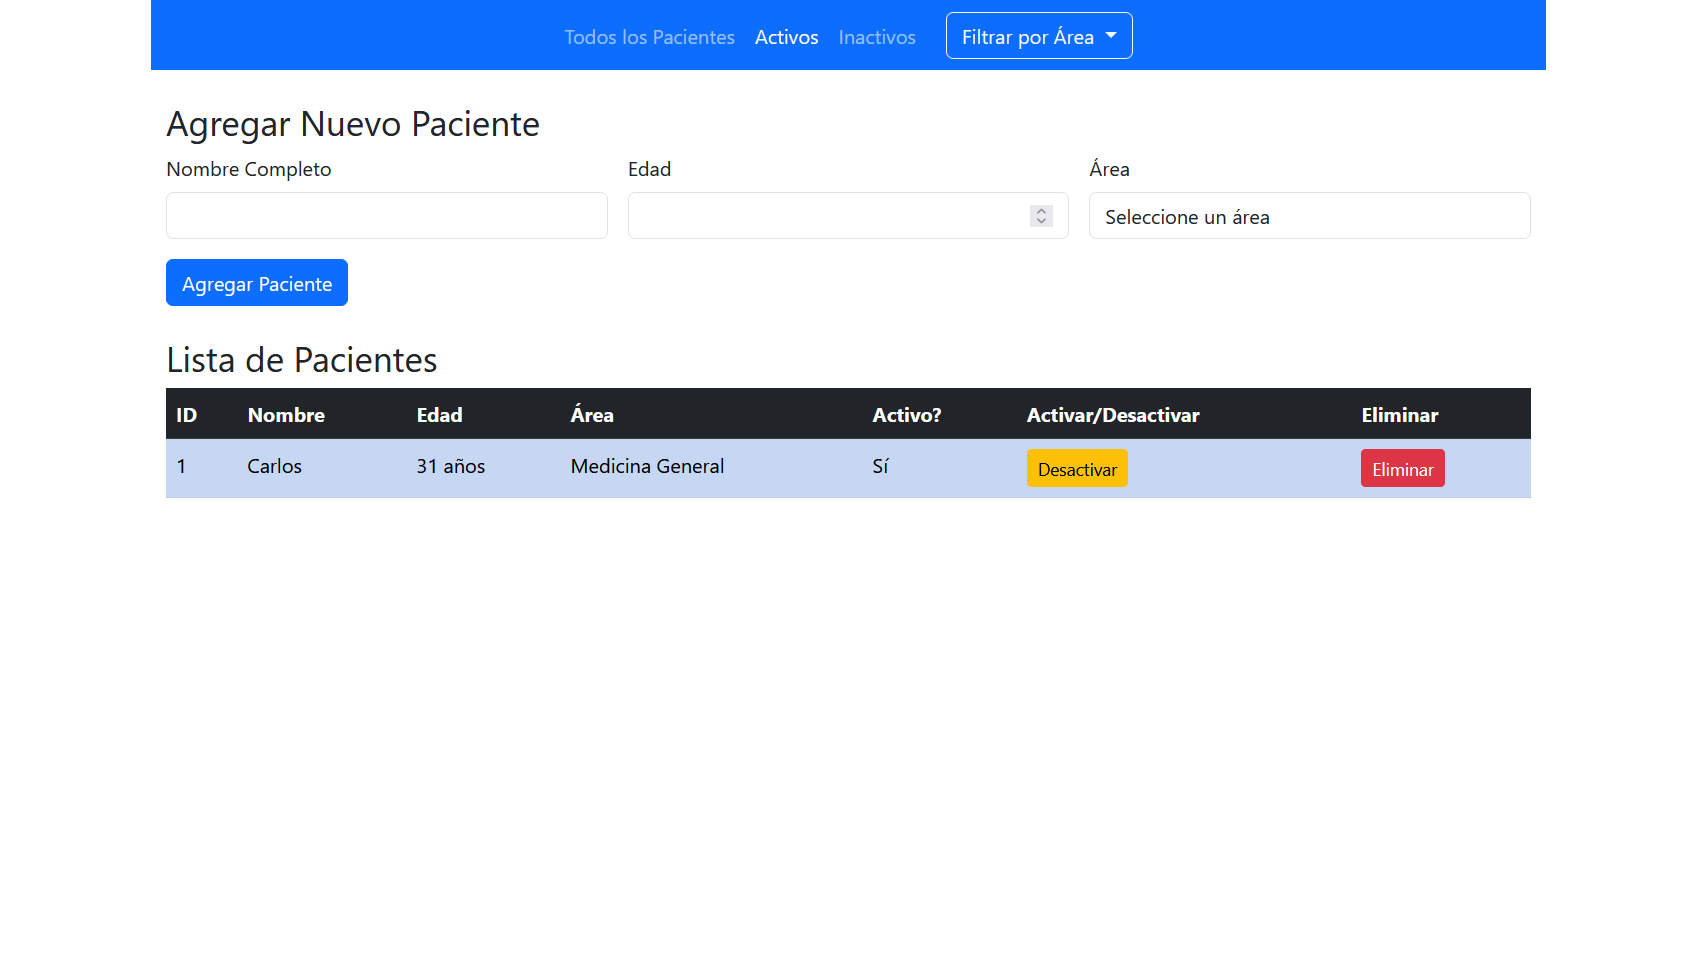 Todos los Pacientes Activos Inactivos Filtrar por Área
Agregar Nuevo Paciente
Nombre Completo Edad Área
Seleccione un área
Agregar Paciente
Lista de Pacientes
ID Nombre Edad Área Activo? Activar/Desactivar Eliminar
1 Carlos 31 años Medicina General Sí Desactivar Eliminar